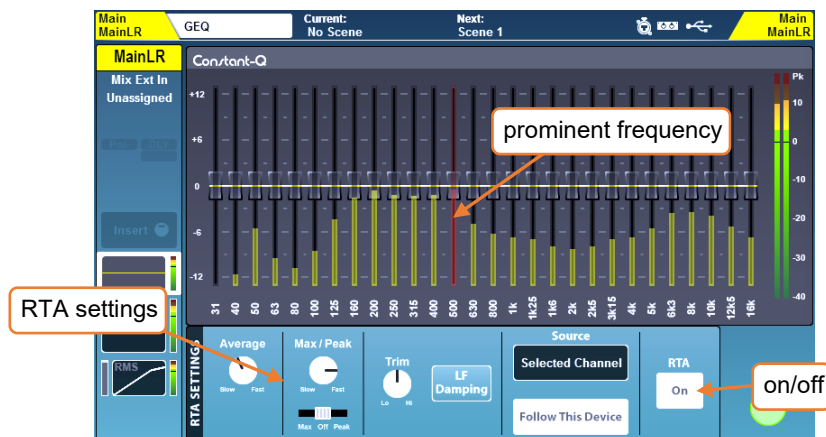 Main
MainLR
GEQ
Current:
No Scene
Next:
Scene 1
Main
MainLR
MainLR
Mix Ext In
Unassigned
Insert
RMS
Constant-Q
+12
+6
0
-6
-12
prominent frequency
Pk
10
0
-10
-20
-30
-40
31 40 50 63 80 100 125 160 200 250 315 400 500 630 800 1k 1k25 1k6 2k 2k5 3k15 4k 5k 6k3 8k 10k 12k5 16k
RTA settings
RTA SETTINGS
Average
Slow Fast
Max / Peak
Slow Fast
Max Off Peak
Trim
Lo Hi
LF
Damping
Source
Selected Channel
Follow This Device
RTA
On
on/off